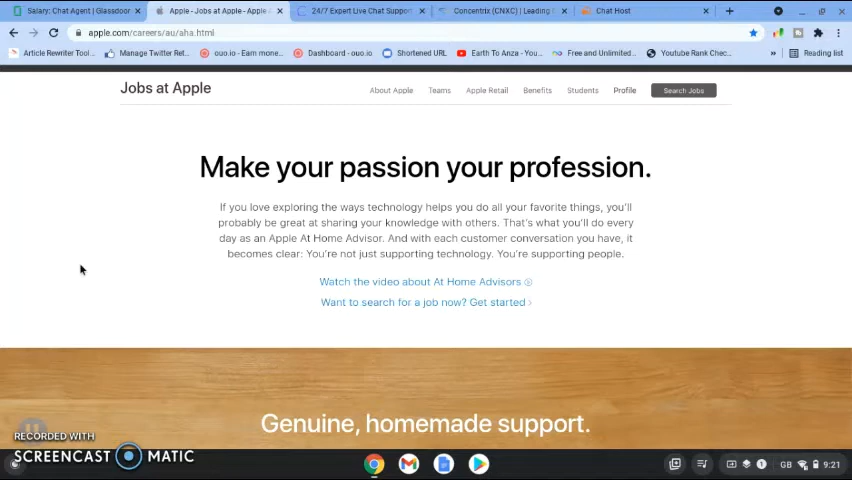 Salary: Chat Agent | Glassdoor
Apple - Jobs at Apple - Apple A
24/7 Expert Live Chat Support
Concentrix (CNXC) | Leading
Chat Host
apple.com/careers/au/aha.html
Article Rewriter Tool...
Manage Twitter Ret...
ouo.io - Earn mone...
Dashboard - ouo.io
Shortened URL
Earth To Anza - You...
Free and Unlimited...
Youtube Rank Chec...
»
Reading list
Jobs at Apple
About Apple
Teams
Apple Retail
Benefits
Students
Profile
Search Jobs
Make your passion your profession.
If you love exploring the ways technology helps you do all your favorite things, you'll
probably be great at sharing your knowledge with others. That's what you'll do every
day as an Apple At Home Advisor. And with each customer conversation you have, it
becomes clear: You're not just supporting technology. You're supporting people.
Watch the video about At Home Advisors
Want to search for a job now? Get started ›
Genuine, homemade support.
RECORDED WITH
SCREENCAST MATIC
1
GB
9:21